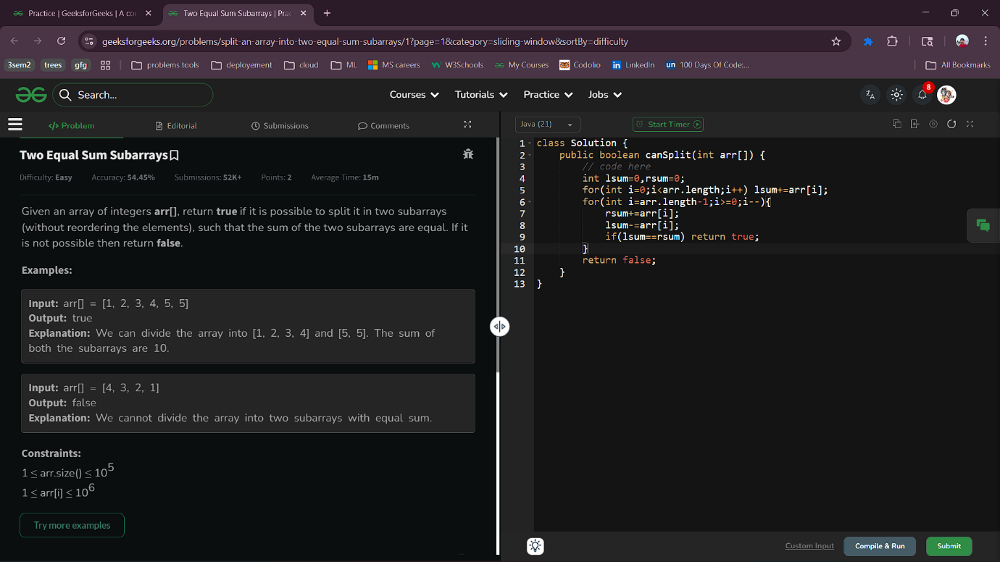 Practice | GeeksforGeeks | A co
Two Equal Sum Subarrays | Prac
geeksforgeeks.org/problems/split-an-array-into-two-equal-sum-subarrays/1?page=1&category=sliding-window&sortBy=difficulty
3sem2 trees gfg problems tools deployement cloud ML MS careers W3Schools My Courses Codolio LinkedIn 100 Days Of Code:... All Bookmarks
Search... Courses Tutorials Practice Jobs 8
</> Problem Editorial Submissions Comments
Java (21) Start Timer
Two Equal Sum Subarrays
Difficulty: Easy Accuracy: 54.45% Submissions: 52K+ Points: 2 Average Time: 15m
Given an array of integers arr[], return true if it is possible to split it in two subarrays
(without reordering the elements), such that the sum of the two subarrays are equal. If it
is not possible then return false.
Examples:
Input: arr[] = [1, 2, 3, 4, 5, 5]
Output: true
Explanation: We can divide the array into [1, 2, 3, 4] and [5, 5]. The sum of
both the subarrays are 10.
Input: arr[] = [4, 3, 2, 1]
Output: false
Explanation: We cannot divide the array into two subarrays with equal sum.
Constraints:
1 ≤ arr.size() ≤ 10^5
1 ≤ arr[i] ≤ 10^6
Try more examples
1 class Solution {
2 public boolean canSplit(int arr[]) {
3 // code here
4 int lsum=0,rsum=0;
5 for(int i=0;i<arr.length;i++) lsum+=arr[i];
6 for(int i=arr.length-1;i>=0;i--){
7 rsum+=arr[i];
8 lsum-=arr[i];
9 if(lsum==rsum) return true;
10 }
11 return false;
12 }
13 }
Custom Input Compile & Run Submit